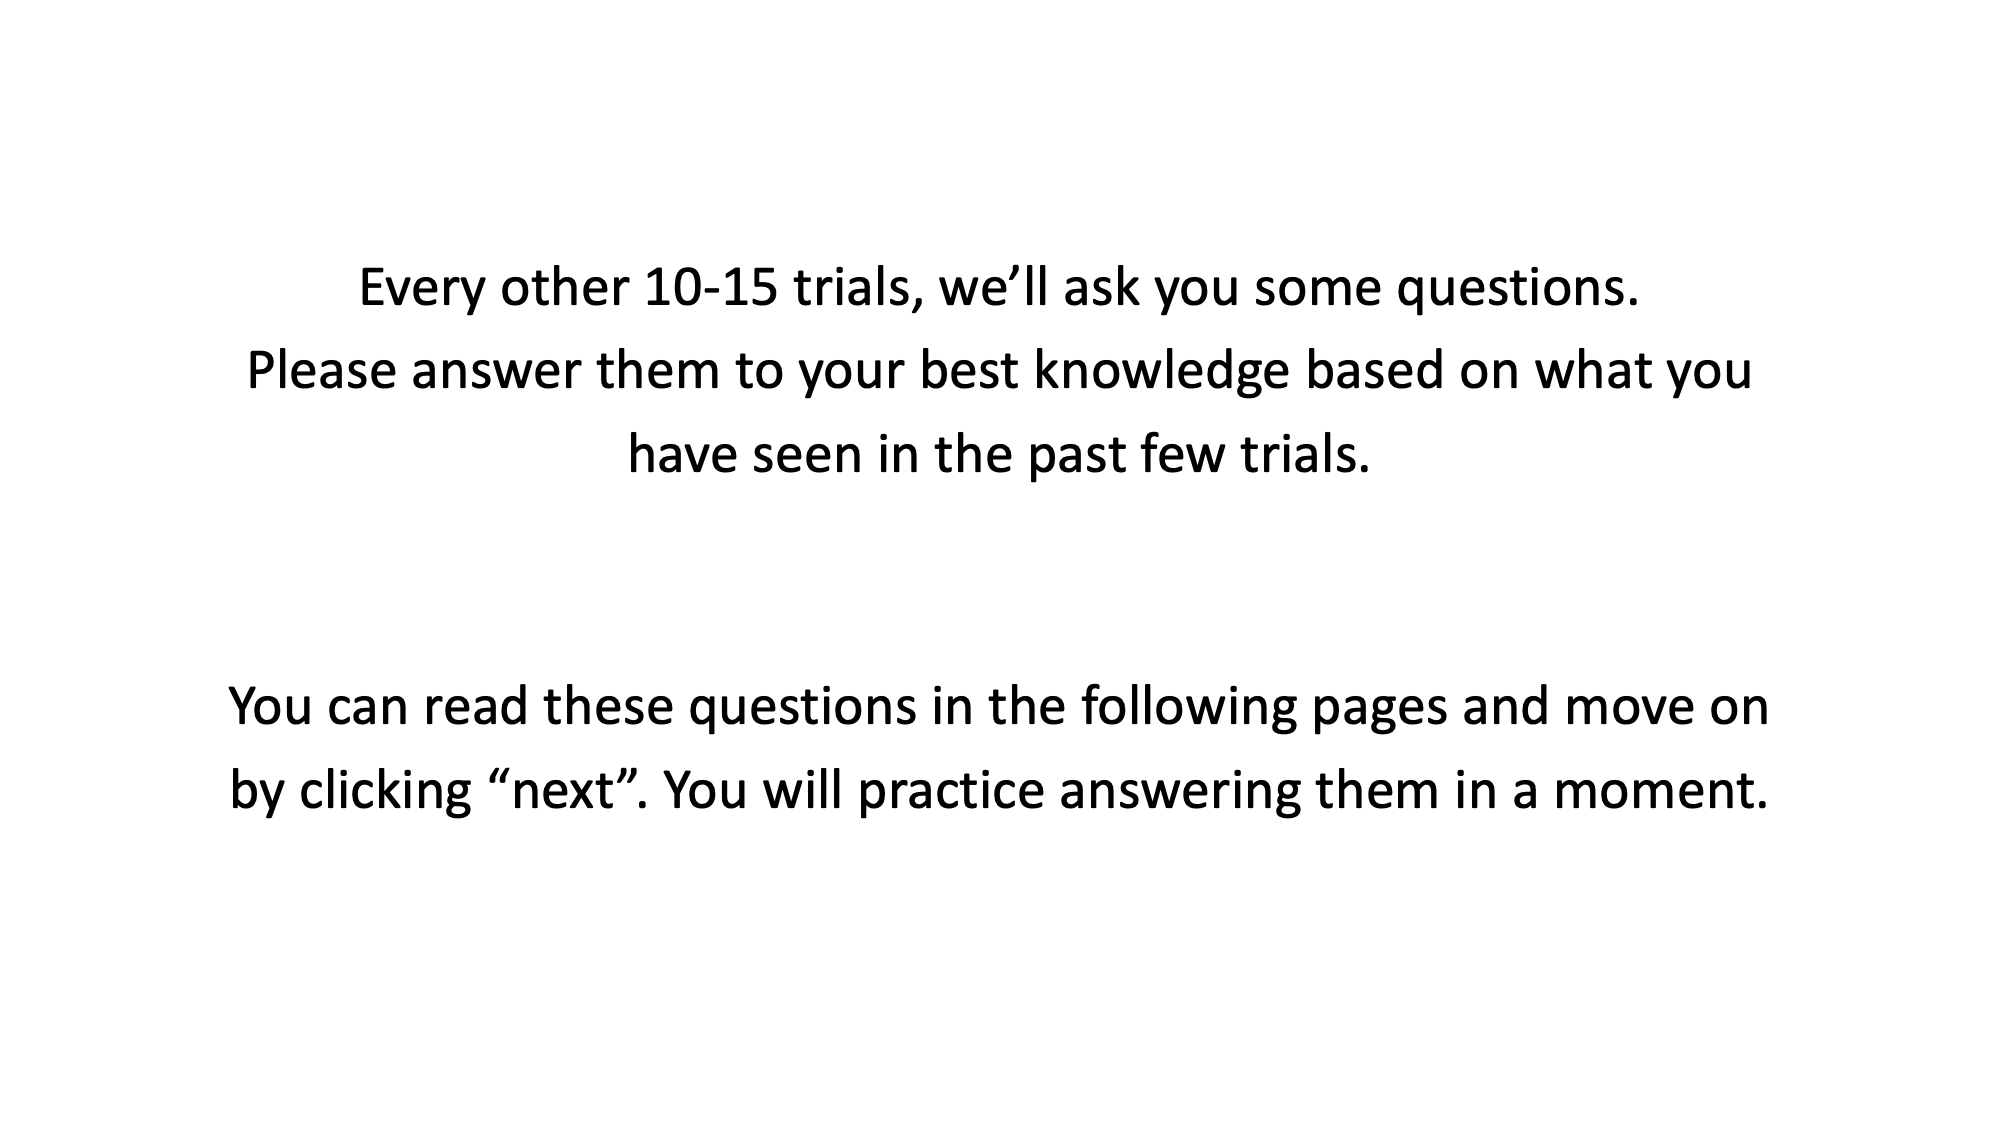 Every other 10-15 trials, we’ll ask you some questions.
Please answer them to your best knowledge based on what you
have seen in the past few trials.
You can read these questions in the following pages and move on
by clicking “next”. You will practice answering them in a moment.